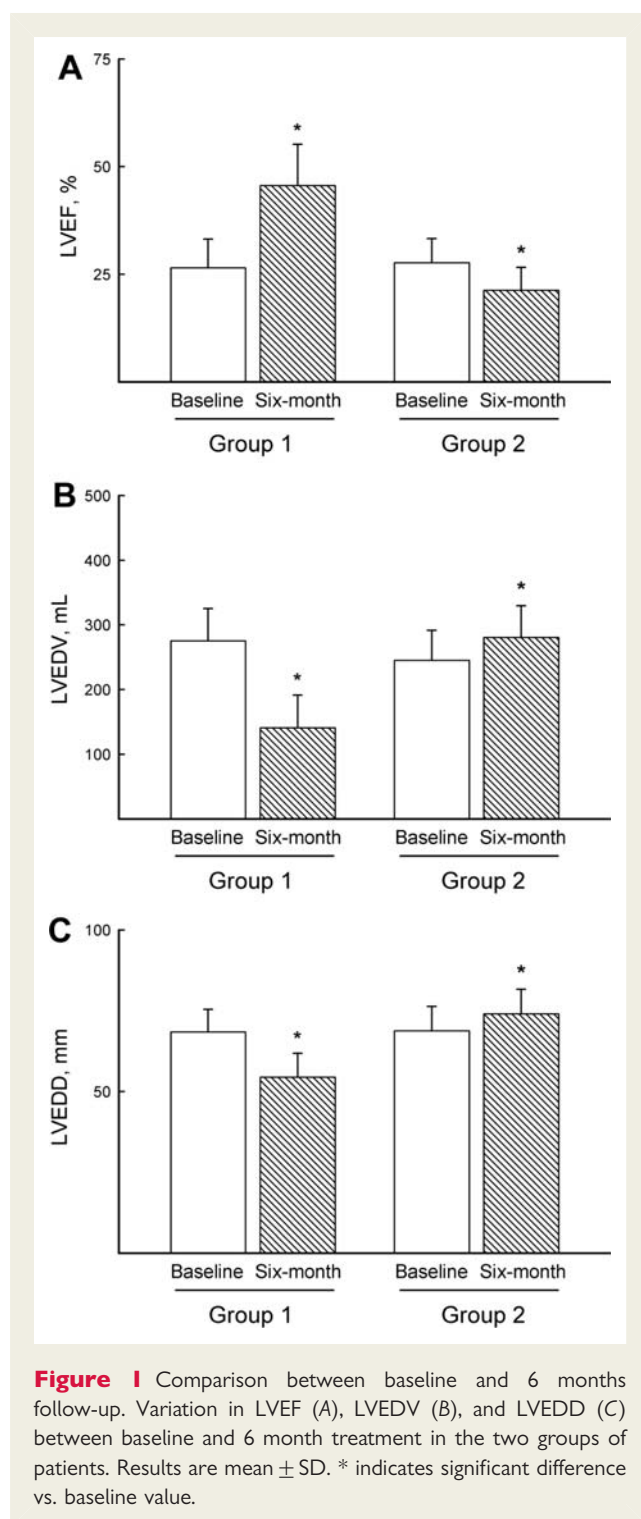 A
75
50
25
LVEF, %
*
*
Baseline Six-month Baseline Six-month
Group 1 Group 2
B
500
400
300
200
100
LVEDV, mL
*
*
Baseline Six-month Baseline Six-month
Group 1 Group 2
C
100
50
LVEDD, mm
*
*
Baseline Six-month Baseline Six-month
Group 1 Group 2
Figure 1 Comparison between baseline and 6 months
follow-up. Variation in LVEF (A), LVEDV (B), and LVEDD (C)
between baseline and 6 month treatment in the two groups of
patients. Results are mean ± SD. * indicates significant difference
vs. baseline value.